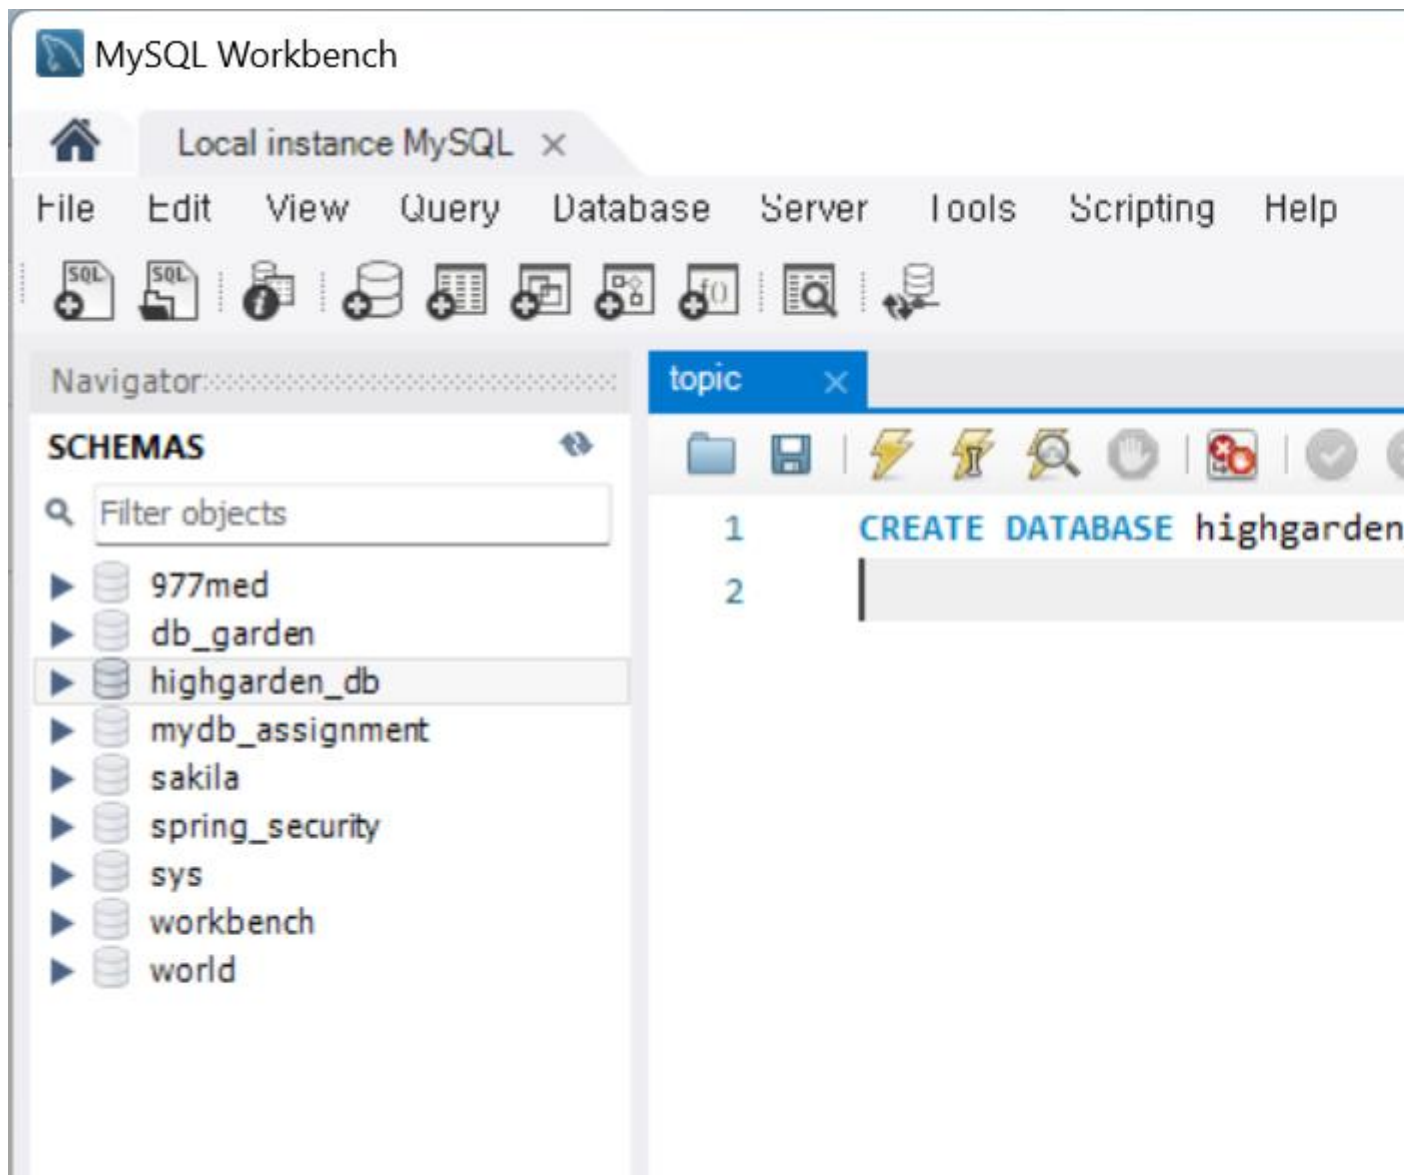 MySQL Workbench
Local instance MySQL
File Edit View Query Database Server Tools Scripting Help
SQL SQL f()
Navigator
topic
SCHEMAS
Filter objects
1 CREATE DATABASE highgarden
2
977med
db_garden
highgarden_db
mydb_assignment
sakila
spring_security
sys
workbench
world